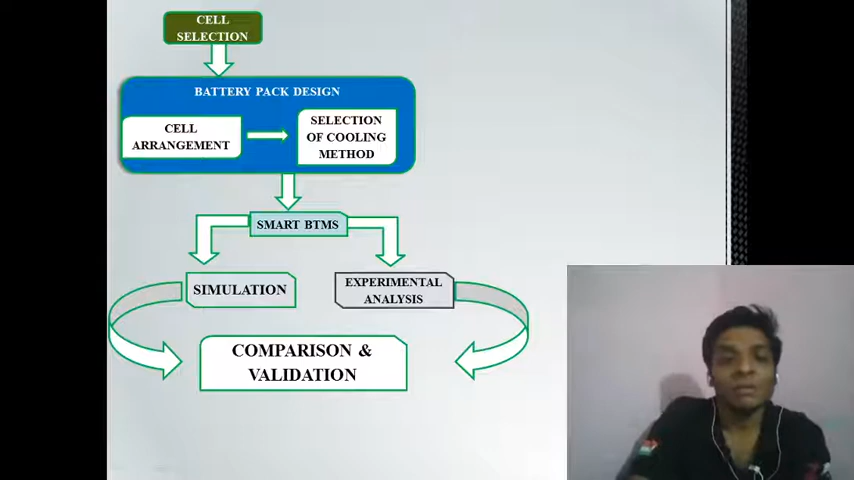 CELL
SELECTION
BATTERY PACK DESIGN
CELL
ARRANGEMENT
SELECTION
OF COOLING
METHOD
SMART BTMS
SIMULATION
EXPERIMENTAL
ANALYSIS
COMPARISON &
VALIDATION